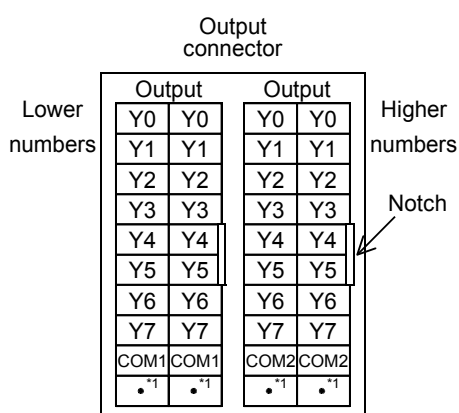 Output
connector
Output Output
Lower
numbers
Higher
numbers
Notch
Y0 Y0 Y0 Y0
Y1 Y1 Y1 Y1
Y2 Y2 Y2 Y2
Y3 Y3 Y3 Y3
Y4 Y4 Y4 Y4
Y5 Y5 Y5 Y5
Y6 Y6 Y6 Y6
Y7 Y7 Y7 Y7
COM1 COM1 COM2 COM2
•*1 •*1 •*1 •*1